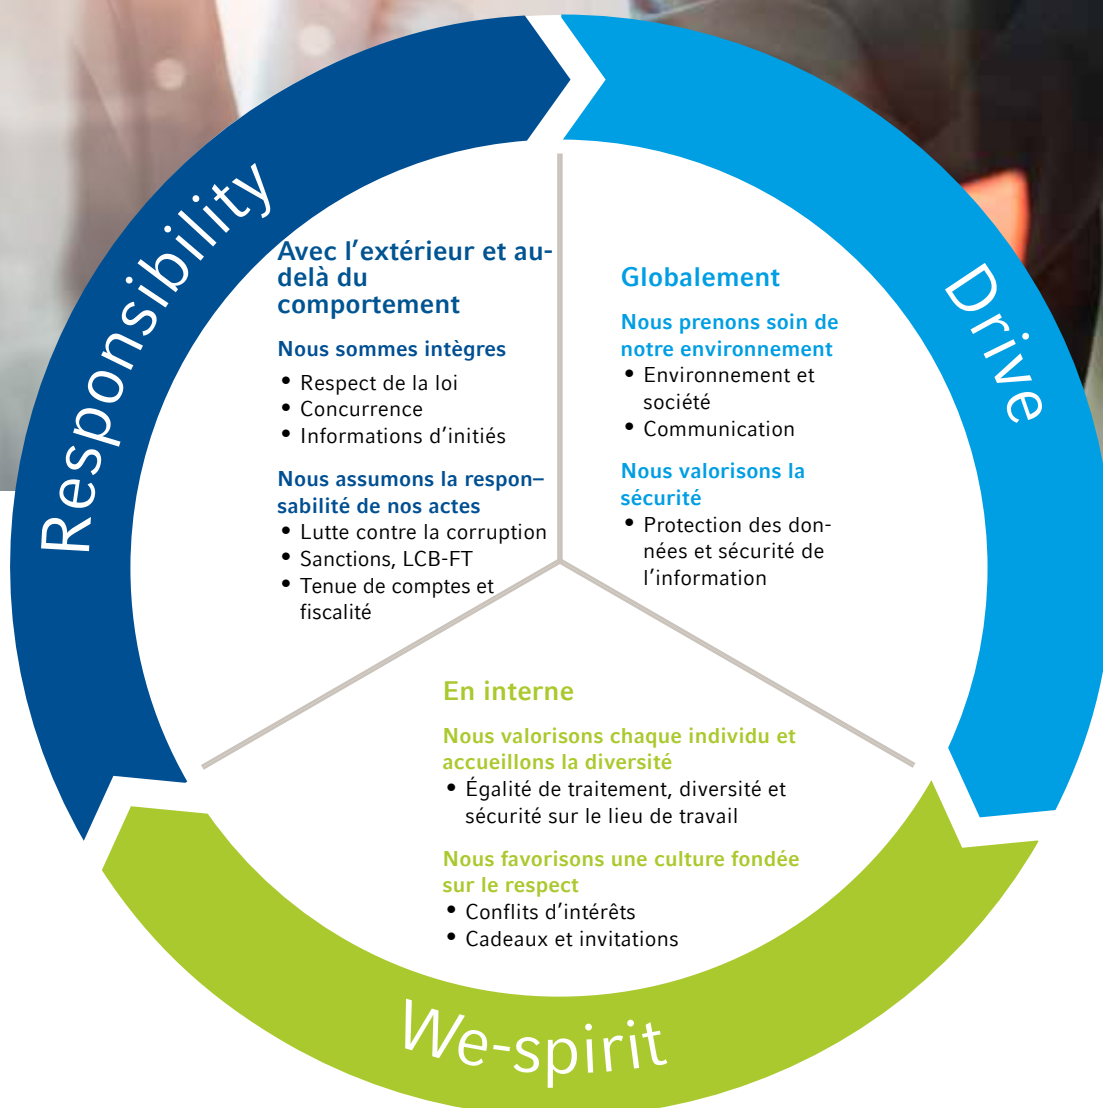 Responsibility
Avec l’extérieur et au-
delà du
comportement
Nous sommes intègres
• Respect de la loi
• Concurrence
• Informations d’initiés
Nous assumons la respon–
sabilité de nos actes
• Lutte contre la corruption
• Sanctions, LCB-FT
• Tenue de comptes et
fiscalité
Drive
Globalement
Nous prenons soin de
notre environnement
• Environnement et
société
• Communication
Nous valorisons la
sécurité
• Protection des don-
nées et sécurité de
l’information
En interne
Nous valorisons chaque individu et
accueillons la diversité
• Égalité de traitement, diversité et
sécurité sur le lieu de travail
Nous favorisons une culture fondée
sur le respect
• Conflits d’intérêts
• Cadeaux et invitations
We-spirit